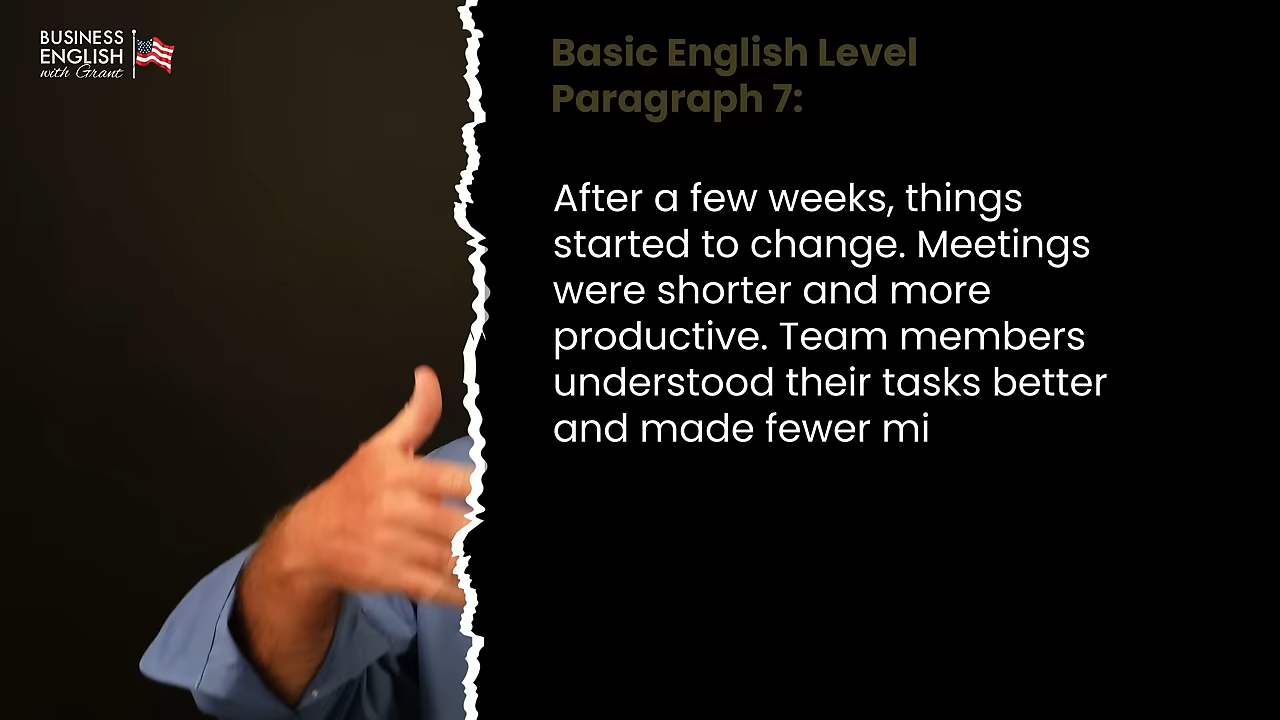 BUSINESS
ENGLISH
with Grant
Basic English Level
Paragraph 7:
After a few weeks, things
started to change. Meetings
were shorter and more
productive. Team members
understood their tasks better
and made fewer mi